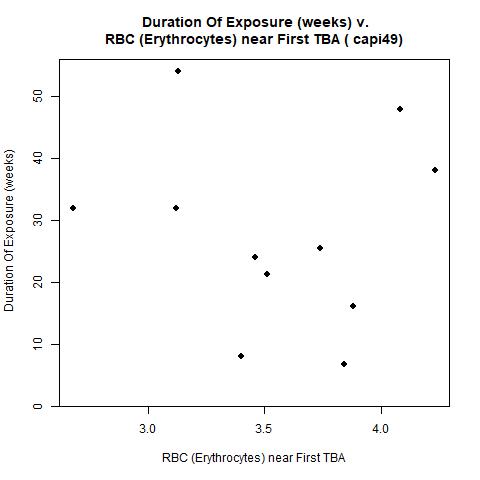 Duration Of Exposure (weeks) v.
RBC (Erythrocytes) near First TBA ( capi49)
Duration Of Exposure (weeks)
50
40
30
20
10
0
3.0 3.5 4.0
RBC (Erythrocytes) near First TBA